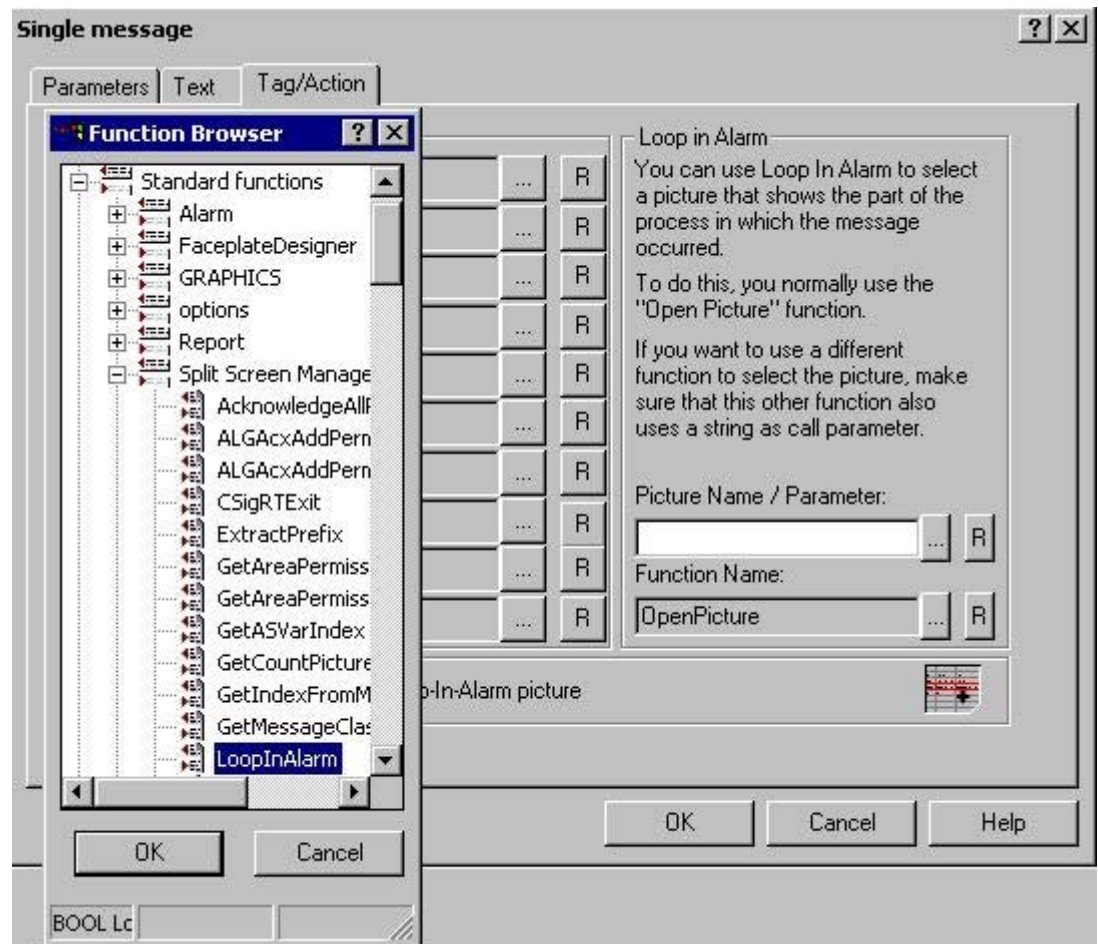 Single message
? X
Parameters Text Tag/Action
Function Browser ? X
Standard functions
Alarm
FaceplateDesigner
GRAPHICS
options
Report
Split Screen Manage
AcknowledgeAll
ALGAcxAddPern
ALGAcxAddPern
CSigRTExit
ExtractPrefix
GetAreaPermiss
GetAreaPermiss
GetASVarIndex
GetCountPicture
GetIndexFromM
GetMessageClas
LoopInAlarm
OK Cancel
BOOL Lc
... R
... R
... R
... R
... R
... R
... R
... R
... R
... R
Loop in Alarm
You can use Loop In Alarm to select
a picture that shows the part of the
process in which the message
occurred.
To do this, you normally use the
"Open Picture" function.
If you want to use a different
function to select the picture, make
sure that this other function also
uses a string as call parameter.
Picture Name / Parameter:
... R
Function Name:
OpenPicture ... R
p-In-Alarm picture
OK Cancel Help